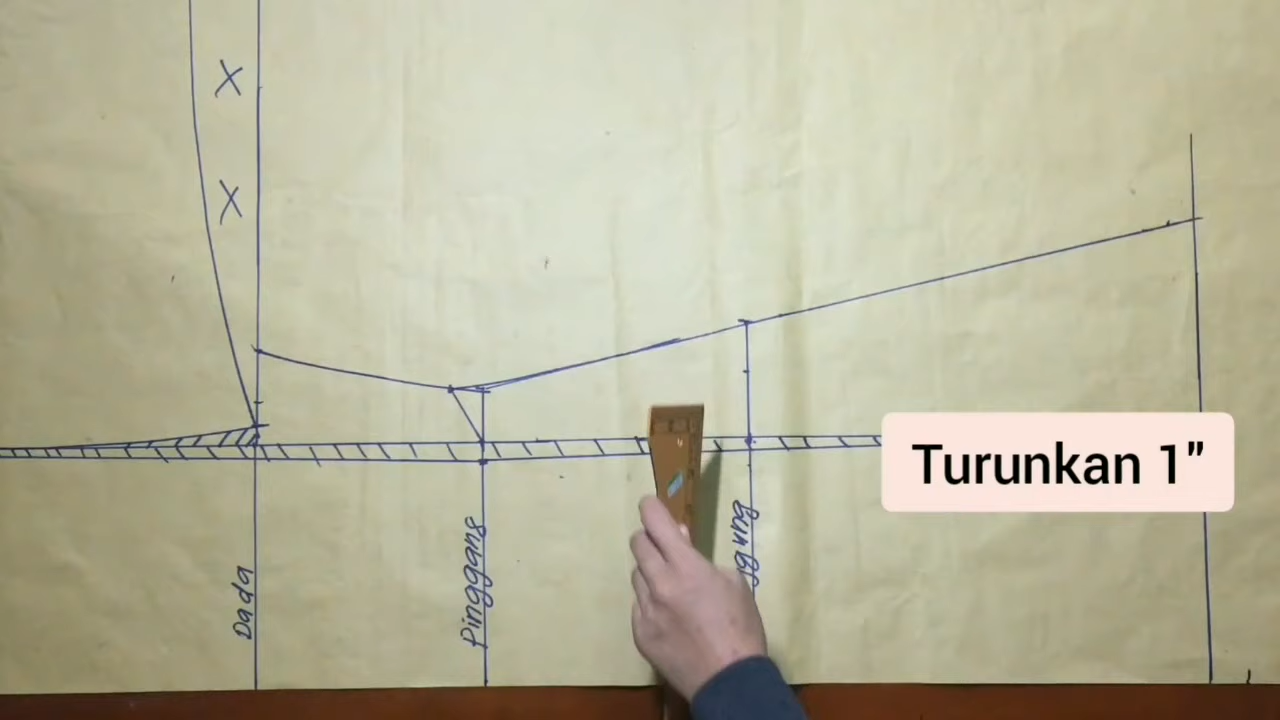 X
X
Turunkan 1”
Dada
Pinggang